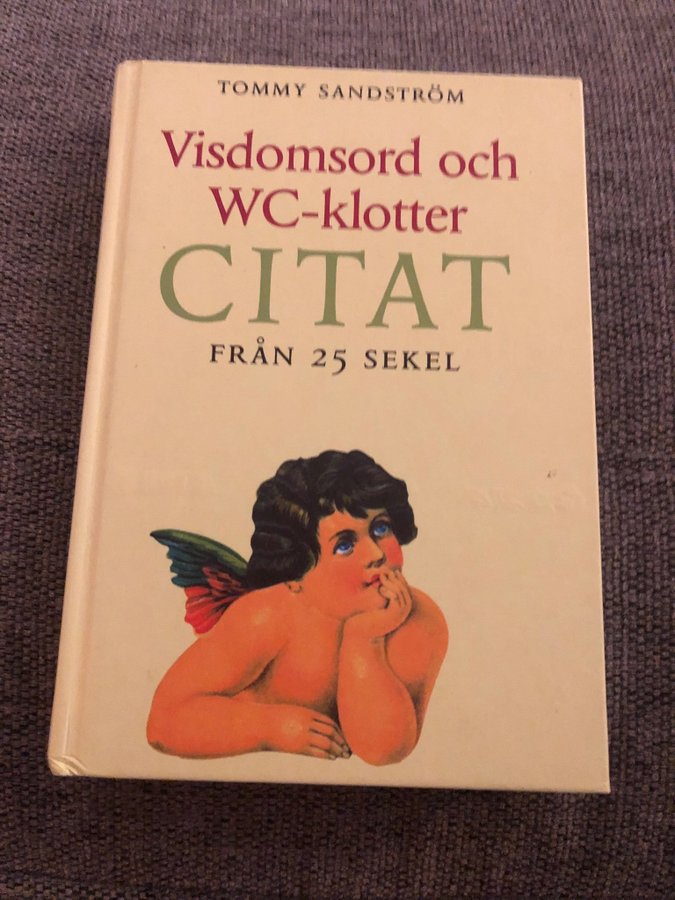 TOMMY SANDSTRÖM
Visdomsord och
WC-klotter
CITAT
FRÅN 25 SEKEL